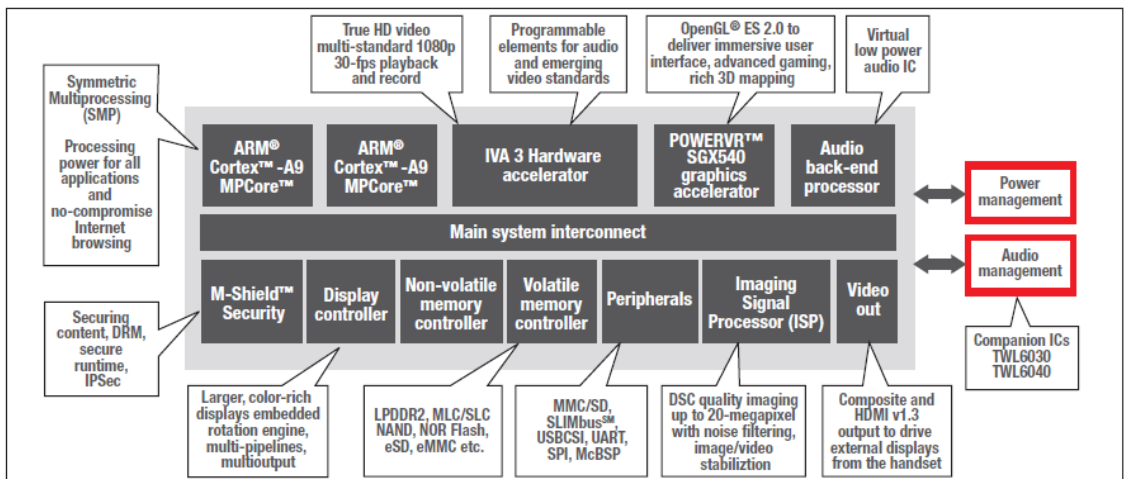 True HD video
multi-standard 1080p
30-fps playback
and record
Programmable
elements for audio
and emerging
video standards
OpenGL® ES 2.0 to
deliver immersive user
interface, advanced gaming,
rich 3D mapping
Virtual
low power
audio IC
Symmetric
Multiprocessing
(SMP)
Processing
power for all
applications
and
no-compromise
Internet
browsing
ARM®
Cortex™ -A9
MPCore™
ARM®
Cortex™ -A9
MPCore™
IVA 3 Hardware
accelerator
POWERVR™
SGX540
graphics
accelerator
Audio
back-end
processor
Power
management
Main system interconnect
Audio
management
M-Shield™
Security
Display
controller
Non-volatile
memory
controller
Volatile
memory
controller
Peripherals
Imaging
Signal
Processor (ISP)
Video
out
Securing
content, DRM,
secure
runtime,
IPSec
Companion ICs
TWL6030
TWL6040
Larger, color-rich
displays embedded
rotation engine,
multi-pipelines,
multioutput
LPDDR2, MLC/SLC
NAND, NOR Flash,
eSD, eMMC etc.
MMC/SD,
SLIMbus℠,
USBCSI, UART,
SPI, McBSP
DSC quality imaging
up to 20-megapixel
with noise filtering,
image/video
stabiliztion
Composite and
HDMI v1.3
output to drive
external displays
from the handset